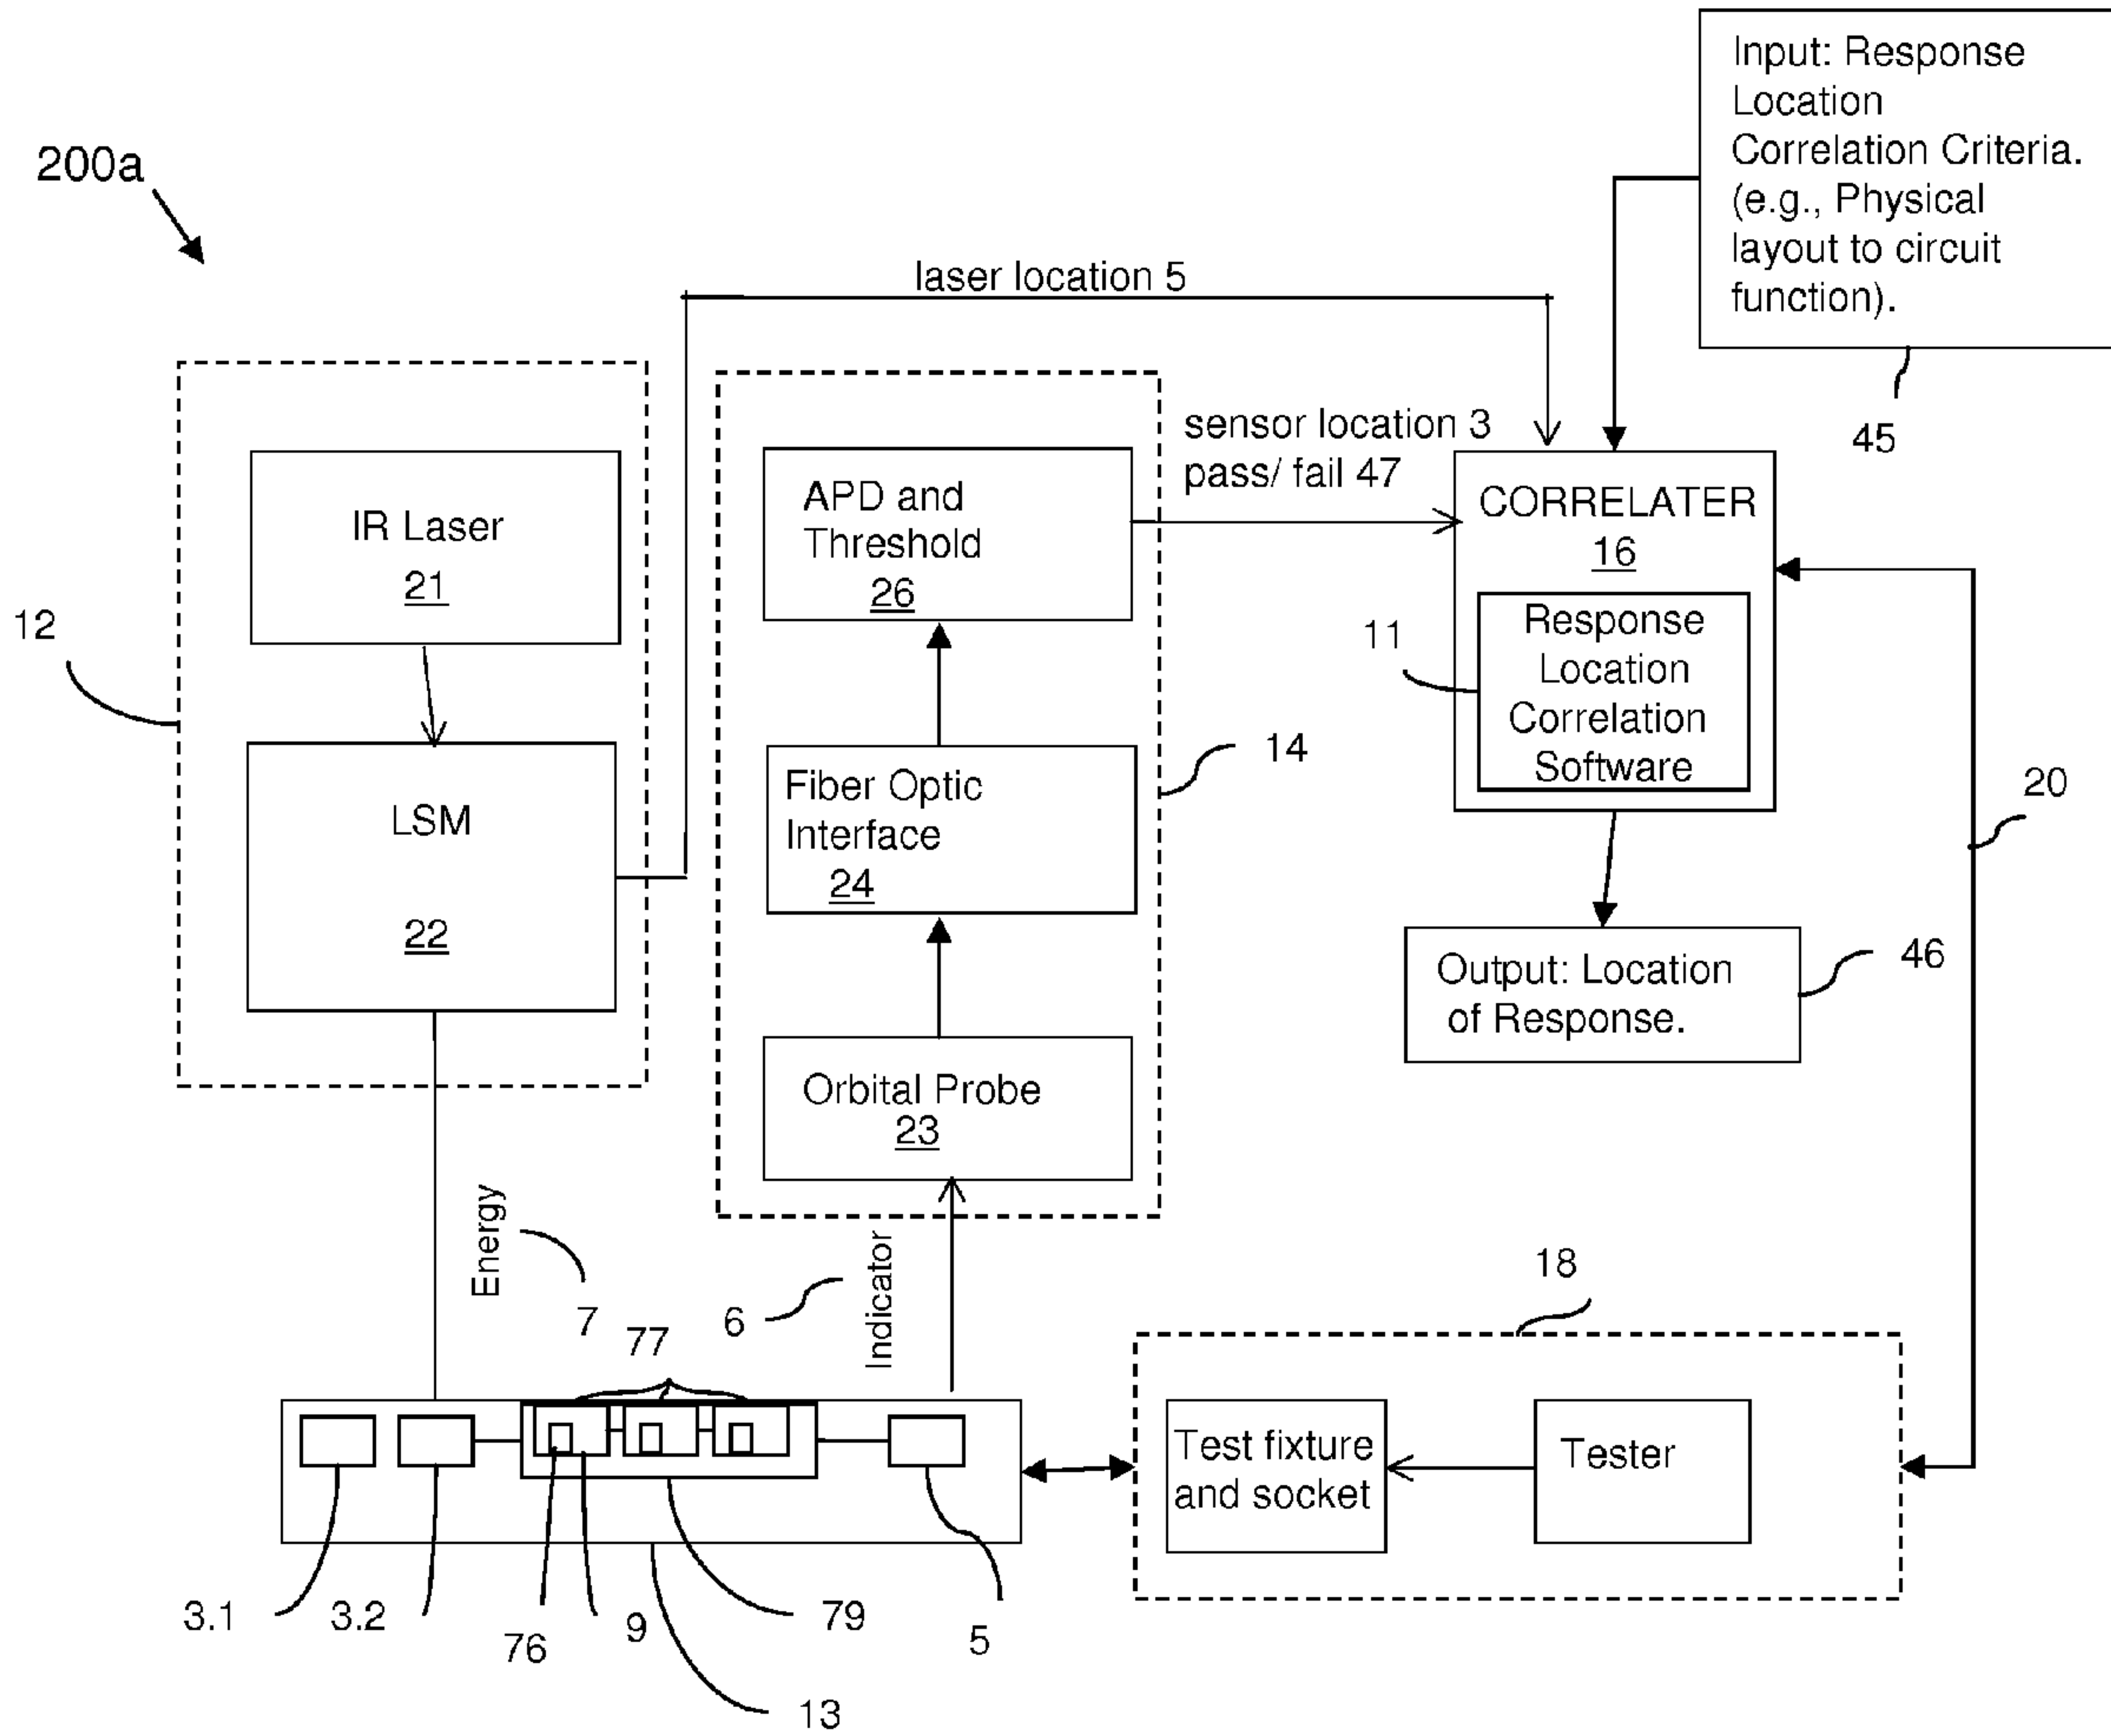 200a
Input: Response
Location
Correlation Criteria.
(e.g., Physical
layout to circuit
function).
45
laser location 5
sensor location 3
pass/ fail 47
12
IR Laser
21
LSM
22
APD and
Threshold
26
Fiber Optic
Interface
24
Orbital Probe
23
14
CORRELATER
16
11
Response
Location
Correlation
Software
20
Output: Location
of Response.
46
Energy
7
77
6
Indicator
18
Test fixture
and socket
Tester
3.1
3.2
76
9
79
5
13